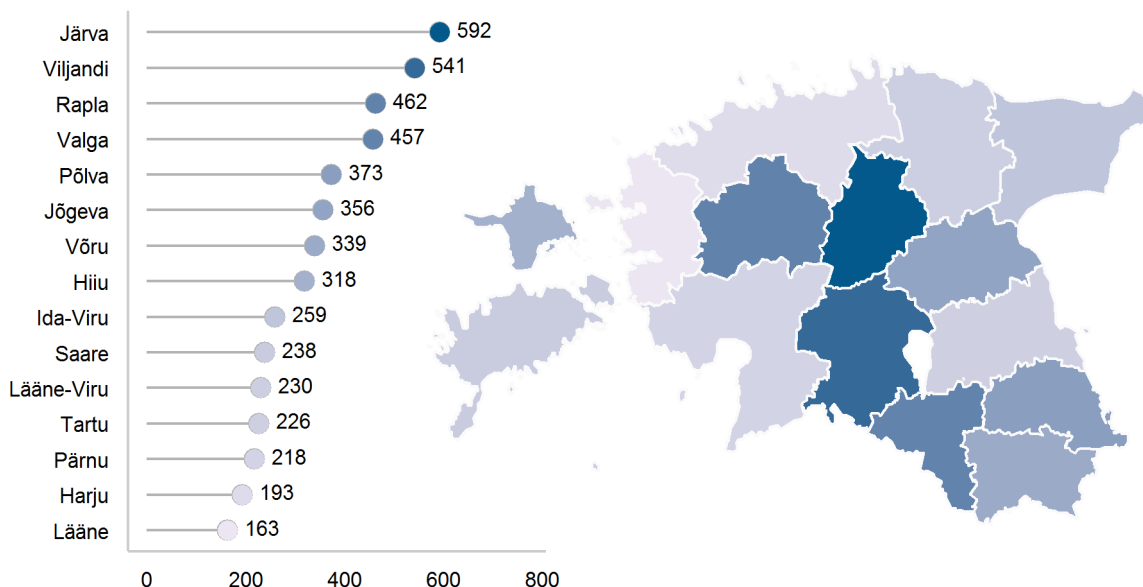 Järva 592
Viljandi 541
Rapla 462
Valga 457
Põlva 373
Jõgeva 356
Võru 339
Hiiu 318
Ida-Viru 259
Saare 238
Lääne-Viru 230
Tartu 226
Pärnu 218
Harju 193
Lääne 163
0 200 400 600 800